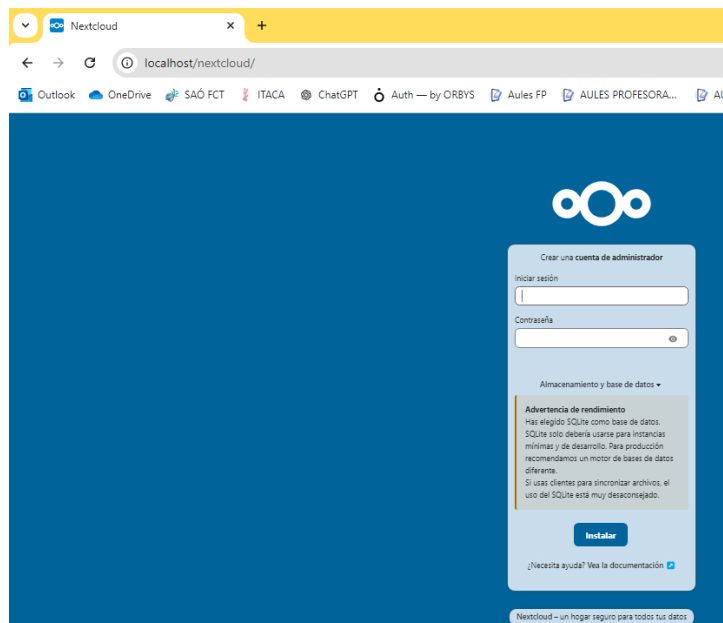 Nextcloud
localhost/nextcloud/
Outlook OneDrive SAÓ FCT ITACA ChatGPT Auth — by ORBYS Aules FP AULES PROFESORA... AU
Crear una cuenta de administrador
Iniciar sesión
Contraseña
Almacenamiento y base de datos
Advertencia de rendimiento
Has elegido SQLite como base de datos.
SQLite solo debería usarse para instancias
mínimas y de desarrollo. Para producción
recomendamos un motor de bases de datos
diferente.
Si usas clientes para sincronizar archivos, el
uso del SQLite está muy desaconsejado.
Instalar
¿Necesita ayuda? Vea la documentación
Nextcloud – un hogar seguro para todos tus datos